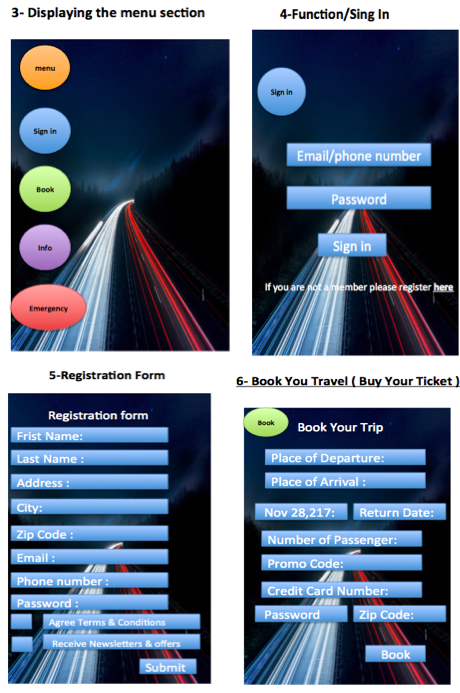 3- Displaying the menu section
menu
Sign in
Book
Info
Emergency
4-Function/Sing In
Sign in
Email/phone number
Password
Sign in
If you are not a member please register here
5-Registration Form
Registration form
Frist Name:
Last Name :
Address :
City:
Zip Code :
Email :
Phone number :
Password :
Agree Terms & Conditions
Receive Newsletters & offers
Submit
6- Book You Travel ( Buy Your Ticket )
Book
Book Your Trip
Place of Departure:
Place of Arrival :
Nov 28,217: Return Date:
Number of Passenger:
Promo Code:
Credit Card Number:
Password Zip Code:
Book